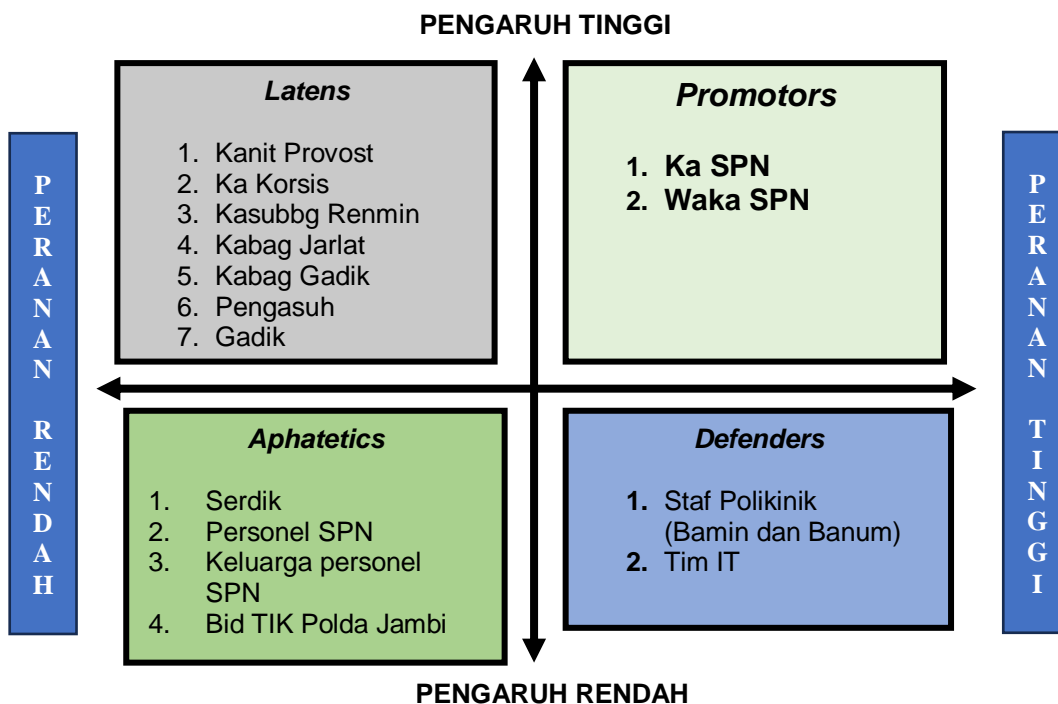 PENGARUH TINGGI
PERANAN RENDAH
Latens
1. Kanit Provost
2. Ka Korsis
3. Kasubbg Renmin
4. Kabag Jarlat
5. Kabag Gadik
6. Pengasuh
7. Gadik
Promotors
1. Ka SPN
2. Waka SPN
PERANAN TINGGI
Aphatetics
1. Serdik
2. Personel SPN
3. Keluarga personel
SPN
4. Bid TIK Polda Jambi
Defenders
1. Staf Polikinik
(Bamin dan Banum)
2. Tim IT
PENGARUH RENDAH